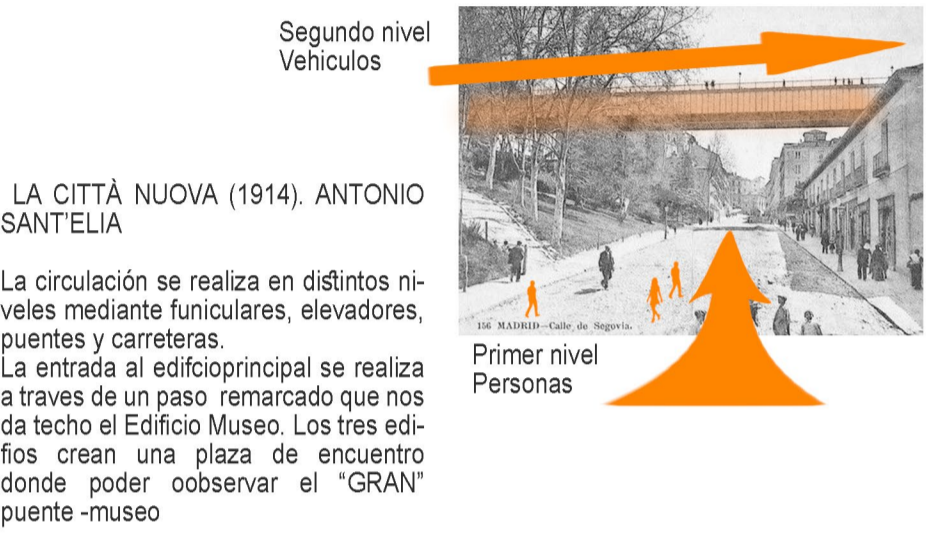 Segundo nivel
Vehiculos
LA CITTÀ NUOVA (1914). ANTONIO
SANT'ELIA
La circulación se realiza en distintos ni-
veles mediante funiculares, elevadores,
puentes y carreteras.
La entrada al edifcioprincipal se realiza
a traves de un paso remarcado que nos
da techo el Edificio Museo. Los tres edi-
fios crean una plaza de encuentro
donde poder oobservar el “GRAN”
puente -museo
156 MADRID—Calle de Segovia.
Primer nivel
Personas